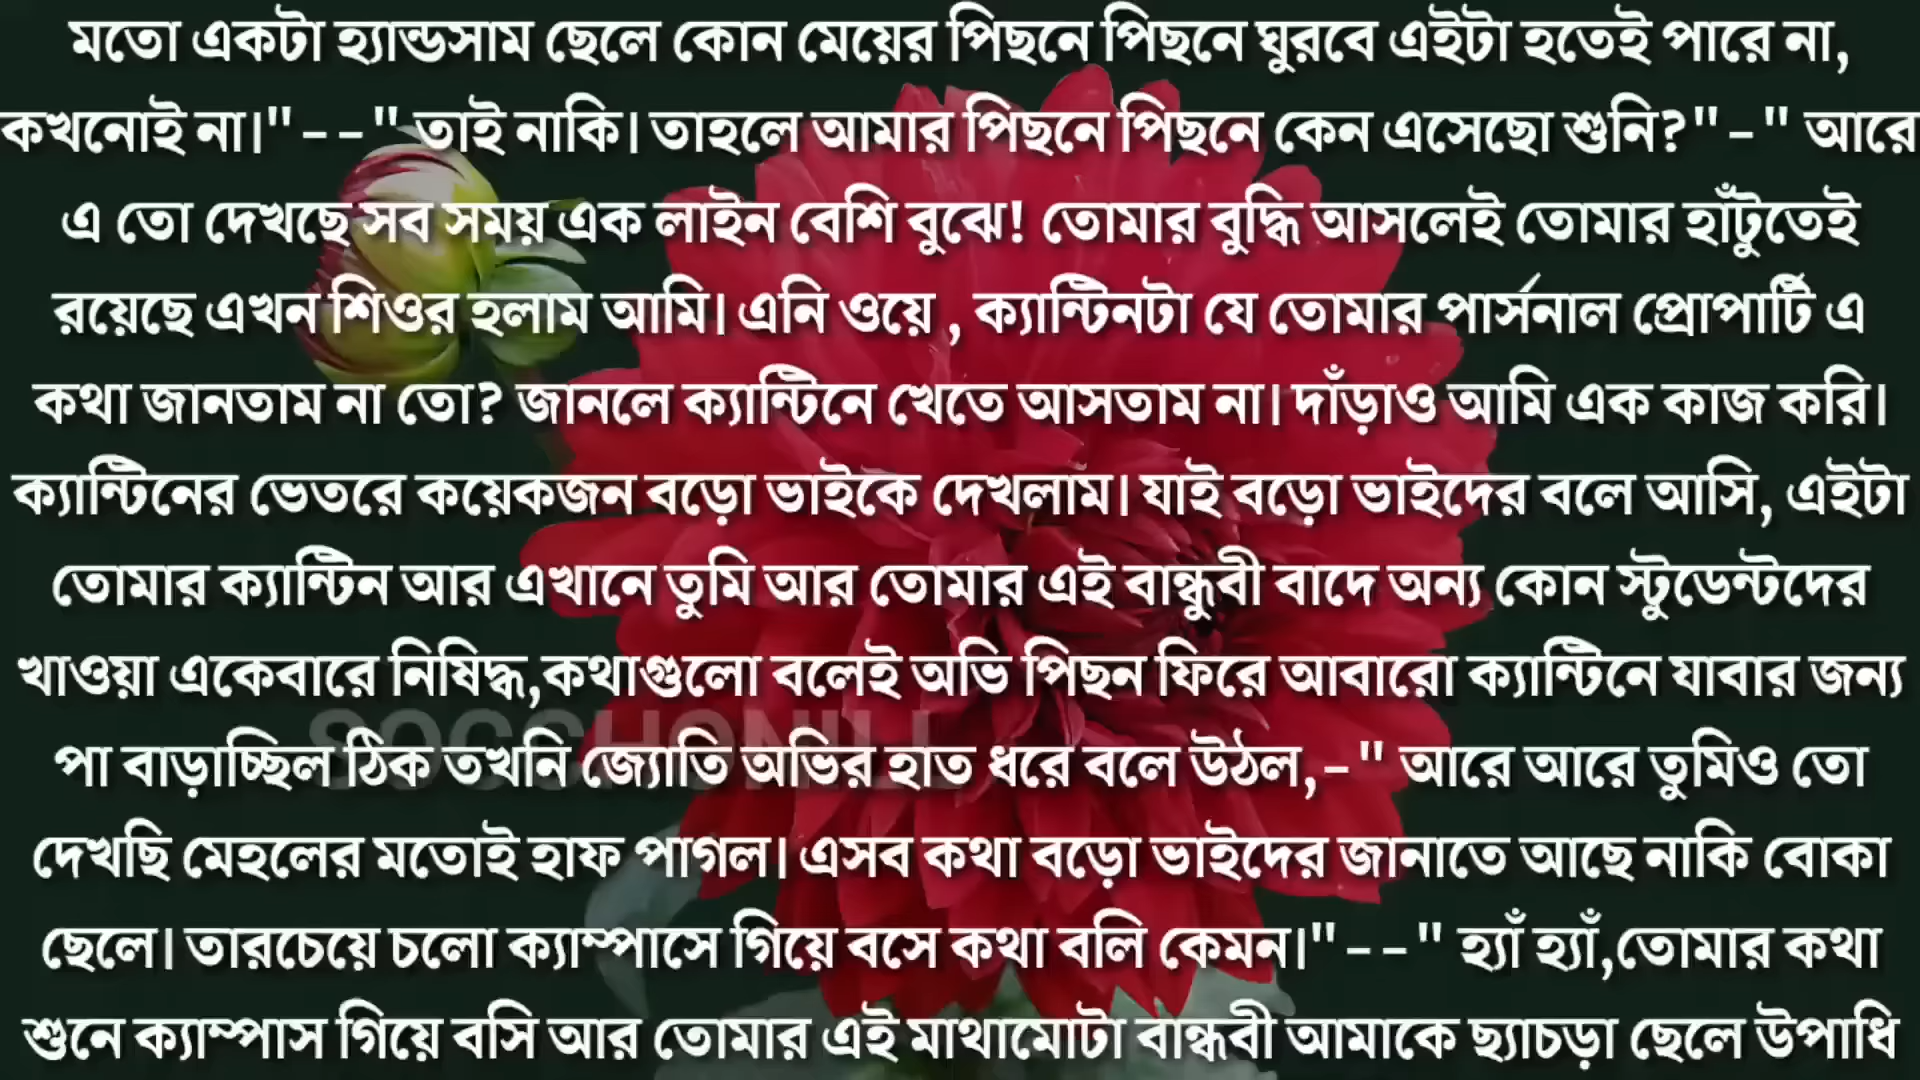 মতো একটা হ্যান্ডসাম ছেলে কোন মেয়ের পিছনে পিছনে ঘুরবে এইটা হতেই পারে না,
কখনোই না।"--" তাই নাকি। তাহলে আমার পিছনে পিছনে কেন এসেছো শুনি?"-" আরে
এ তো দেখছে সব সময় এক লাইন বেশি বুঝে! তোমার বুদ্ধি আসলেই তোমার হাঁটুতেই
রয়েছে এখন শিওর হলাম আমি। এনি ওয়ে , ক্যান্টিনটা যে তোমার পার্সনাল প্রোপার্টি এ
কথা জানতাম না তো? জানলে ক্যান্টিনে খেতে আসতাম না। দাঁড়াও আমি এক কাজ করি।
ক্যান্টিনের ভেতরে কয়েকজন বড়ো ভাইকে দেখলাম। যাই বড়ো ভাইদের বলে আসি, এইটা
তোমার ক্যান্টিন আর এখানে তুমি আর তোমার এই বান্ধুবী বাদে অন্য কোন স্টুডেন্টদের
খাওয়া একেবারে নিষিদ্ধ,কথাগুলো বলেই অভি পিছন ফিরে আবারো ক্যান্টিনে যাবার জন্য
পা বাড়াচ্ছিল ঠিক তখনি জ্যোতি অভির হাত ধরে বলে উঠল,-" আরে আরে তুমিও তো
দেখছি মেহলের মতোই হাফ পাগল। এসব কথা বড়ো ভাইদের জানাতে আছে নাকি বোকা
ছেলে। তারচেয়ে চলো ক্যাম্পাসে গিয়ে বসে কথা বলি কেমন।"--" হ্যাঁ হ্যাঁ,তোমার কথা
শুনে ক্যাম্পাস গিয়ে বসি আর তোমার এই মাথামোটা বান্ধবী আমাকে ছ্যাচড়া ছেলে উপাধি